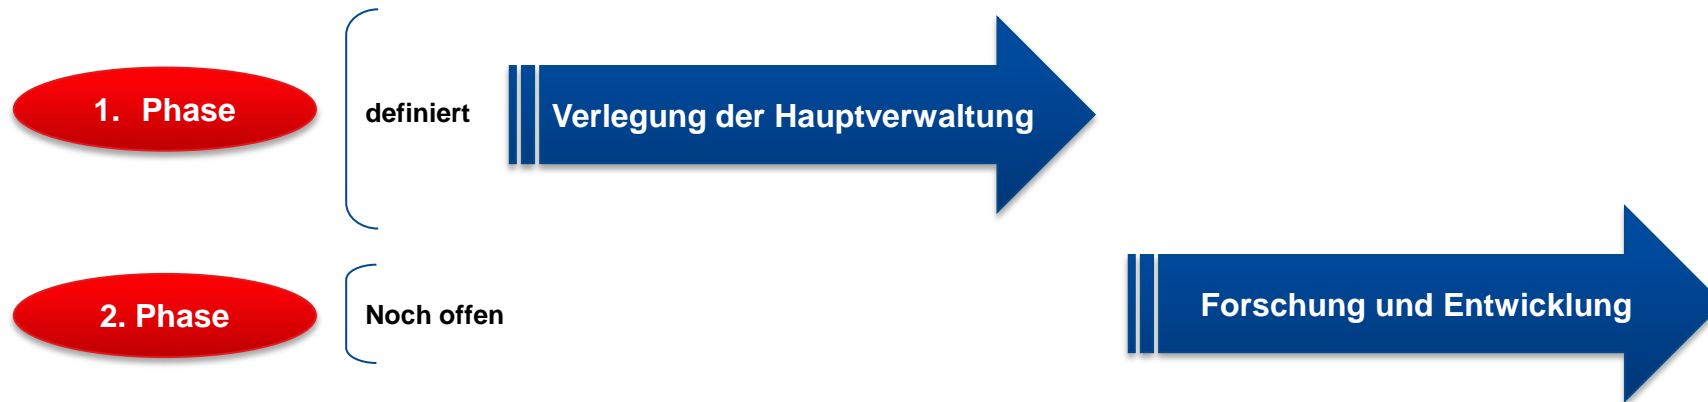 1. Phase
definiert
Verlegung der Hauptverwaltung
2. Phase
Noch offen
Forschung und Entwicklung